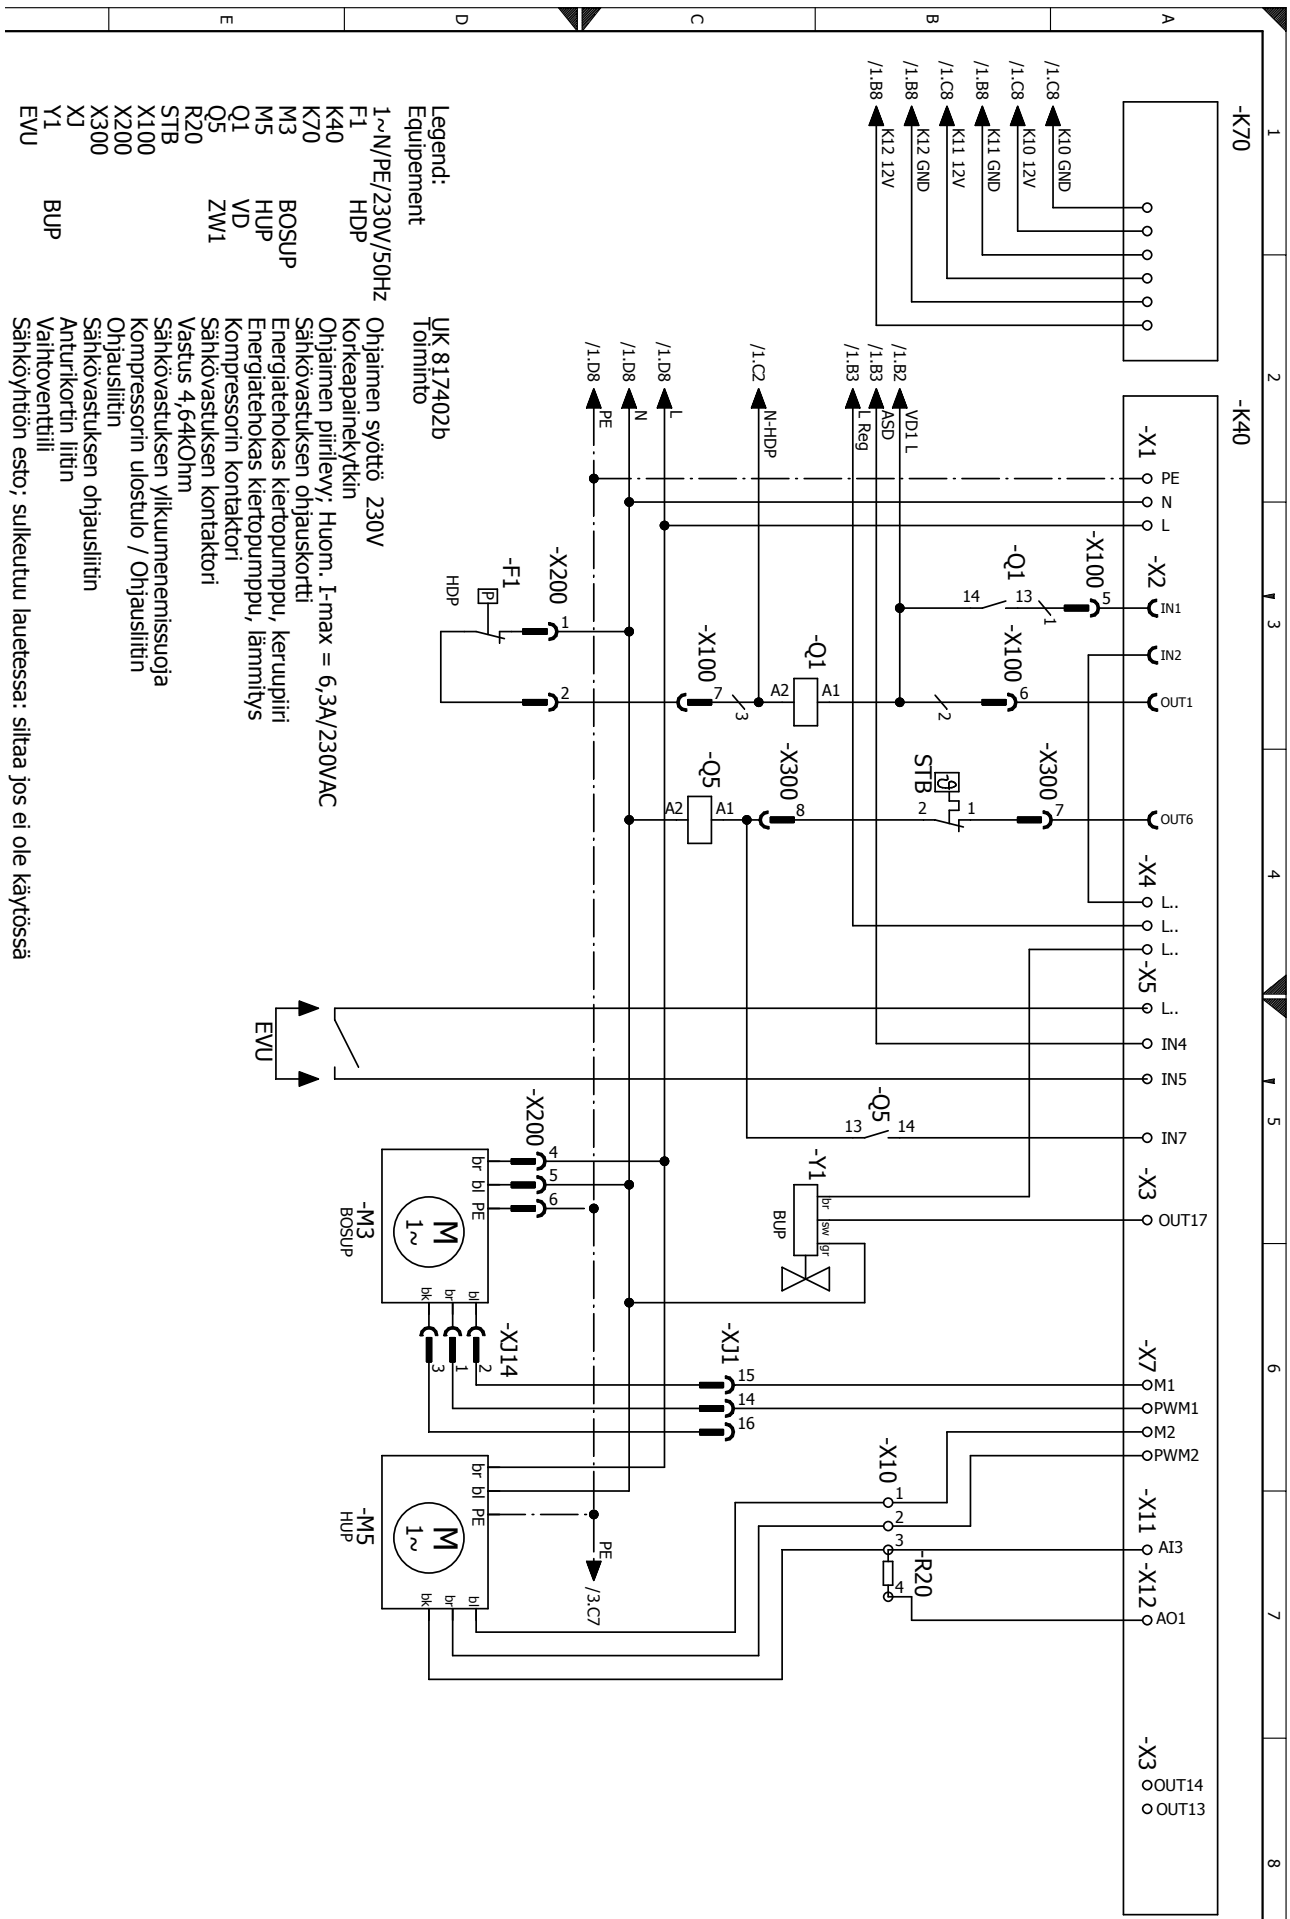 1 2 3 4 5 6 7 8
A
B
C
D
E
-K70
K10 GND /1.C8
K10 12V /1.C8
K11 GND /1.B8
K11 12V /1.C8
K12 GND /1.B8
K12 12V /1.B8
-K40
-X1 PE N L
-X2 IN1 IN2 OUT1 OUT6
-X4 L.. L.. L..
-X5 L.. IN4 IN5 IN7
-X3 OUT17
-X7 M1 PWM1 M2 PWM2
-X11 AI3
-X12 AO1
-X3 OUT14 OUT13
/1.B2 VD1 L
/1.B3 ASD
/1.B3 L Reg
/1.C2 N-HDP
/1.D8 L
/1.D8 N
/1.D8 PE
-X100 5
-Q1 13 14
1
-X100 6
2
-Q1 A1 A2
3
-X100 7
-X200 1 2
-F1
P
HDP
-X300 7
STB 1 2
-X300 8
-Q5 A1 A2
-Q5 14 13
EVU
-Y1
BUP
br sw gr
-X200 4 5 6
br bl PE
M
1~
-M3
BOSUP
bk br bl
-XJ14
3 1 2
-XJ1
15
14
16
-X10
1
2
3
4
-R20
br bl PE
M
1~
-M5
HUP
bk br bl
PE /3.C7
Legend: UK 817402b
Equipement Toiminto
1~N/PE/230V/50Hz Ohjaimen syöttö 230V
F1 HDP Korkeapainekytkin
K40 Ohjaimen piirilevy; Huom. I-max = 6,3A/230VAC
K70 Sähkövastuksen ohjauskortti
M3 BOSUP Energiatehokas kiertopumppu, keruupiiri
M5 HUP Energiatehokas kiertopumppu, lämmitys
Q1 VD Kompressorin kontaktori
Q5 ZW1 Sähkövastuksen kontaktori
R20 Vastus 4,64kOhm
STB Sähkövastuksen ylikuumenemissuoja
X100 Kompressorin ulostulo / Ohjausliitin
X200 Ohjausliitin
X300 Sähkövastuksen ohjausliitin
XJ Anturikortin liitin
Y1 BUP Vaihtoventtiili
EVU Sähköyhtiön esto; sulkeutuu lauetessa: siltaa jos ei ole käytössä